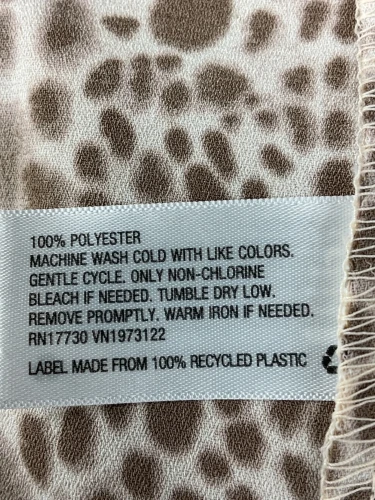 100% POLYESTER
MACHINE WASH COLD WITH LIKE COLORS.
GENTLE CYCLE. ONLY NON-CHLORINE
BLEACH IF NEEDED. TUMBLE DRY LOW.
REMOVE PROMPTLY. WARM IRON IF NEEDED.
RN17730 VN1973122
LABEL MADE FROM 100% RECYCLED PLASTIC